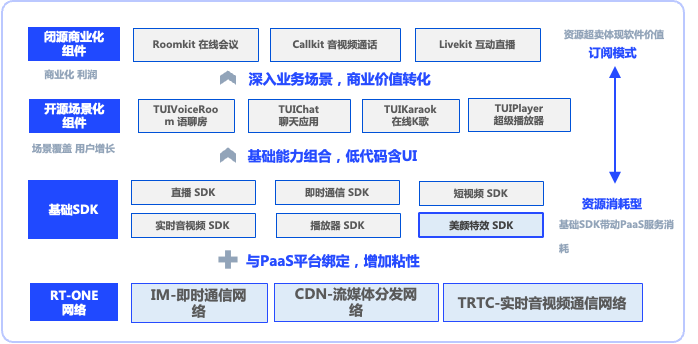 闭源商业化
组件
商业化 利润
Roomkit 在线会议
Callkit 音视频通话
Livekit 互动直播
资源超卖体现软件价值
订阅模式
深入业务场景，商业价值转化
开源场景化
组件
场景覆盖 用户增长
TUIVoiceRoo
m 语聊房
TUIChat
聊天应用
TUIKaraok
在线K歌
TUIPlayer
超级播放器
基础能力组合，低代码含UI
基础SDK
直播 SDK
即时通信 SDK
短视频 SDK
实时音视频 SDK
播放器 SDK
美颜特效 SDK
资源消耗型
基础SDK带动PaaS服务消
耗
与PaaS平台绑定，增加粘性
RT-ONE
网络
IM-即时通信网
络
CDN-流媒体分发网
络
TRTC-实时音视频通信网络